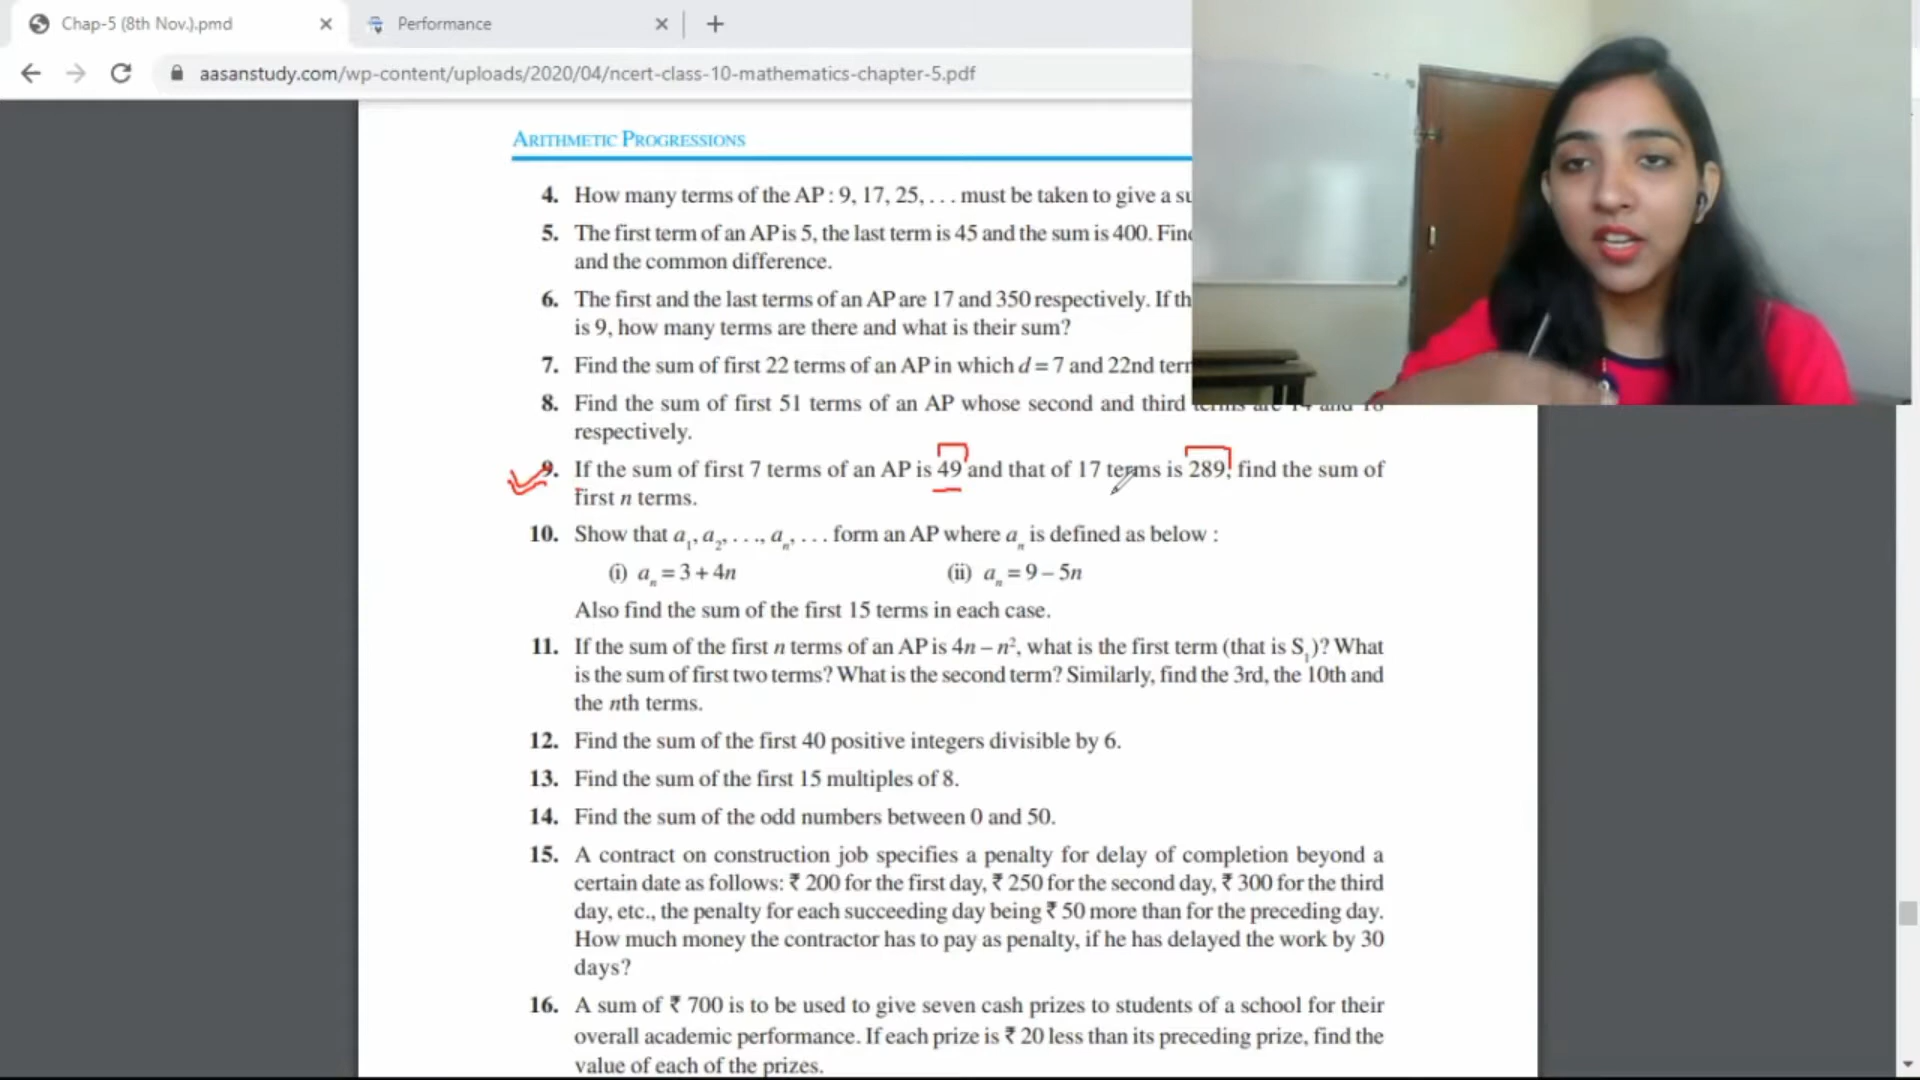 Chap-5 (8th Nov.).pmd
Performance
aasanstudy.com/wp-content/uploads/2020/04/ncert-class-10-mathematics-chapter-5.pdf
ARITHMETIC PROGRESSIONS
4. How many terms of the AP : 9, 17, 25, . . . must be taken to give a
5. The first term of an AP is 5, the last term is 45 and the sum is 400.
and the common difference.
6. The first and the last terms of an AP are 17 and 350 respectively. If
is 9, how many terms are there and what is their sum?
7. Find the sum of first 22 terms of an AP in which d = 7 and 22nd
8. Find the sum of first 51 terms of an AP whose second and third
respectively.
9. If the sum of first 7 terms of an AP is 49 and that of 17 terms is 289, find the sum of
first n terms.
10. Show that a₁, a₂, . . ., aₙ, . . . form an AP where aₙ is defined as below :
(i) aₙ = 3 + 4n (ii) aₙ = 9 – 5n
Also find the sum of the first 15 terms in each case.
11. If the sum of the first n terms of an AP is 4n – n², what is the first term (that is S₁)? What
is the sum of first two terms? What is the second term? Similarly, find the 3rd, the 10th and
the nth terms.
12. Find the sum of the first 40 positive integers divisible by 6.
13. Find the sum of the first 15 multiples of 8.
14. Find the sum of the odd numbers between 0 and 50.
15. A contract on construction job specifies a penalty for delay of completion beyond a
certain date as follows: ₹ 200 for the first day, ₹ 250 for the second day, ₹ 300 for the third
day, etc., the penalty for each succeeding day being ₹ 50 more than for the preceding day.
How much money the contractor has to pay as penalty, if he has delayed the work by 30
days?
16. A sum of ₹ 700 is to be used to give seven cash prizes to students of a school for their
overall academic performance. If each prize is ₹ 20 less than its preceding prize, find the
value of each of the prizes.